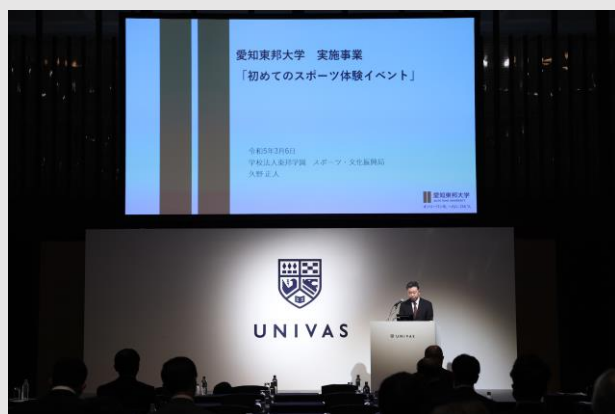 愛知東邦大学 実施事業
「初めてのスポーツ体験イベント」
令和5年3月6日
学校法人東邦学園 スポーツ・文化振興局
久野 正人
愛知東邦大学
UNIVAS
UNIVAS